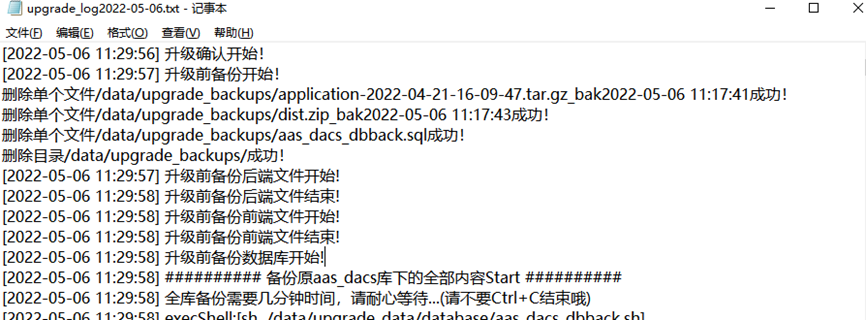 upgrade_log2022-05-06.txt - 记事本
文件(F) 编辑(E) 格式(O) 查看(V) 帮助(H)
[2022-05-06 11:29:56] 升级确认开始！
[2022-05-06 11:29:57] 升级前备份开始！
删除单个文件/data/upgrade_backups/application-2022-04-21-16-09-47.tar.gz_bak2022-05-06 11:17:41成功！
删除单个文件/data/upgrade_backups/dist.zip_bak2022-05-06 11:17:43成功！
删除单个文件/data/upgrade_backups/aas_dacs_dbback.sql成功！
删除目录/data/upgrade_backups/成功！
[2022-05-06 11:29:57] 升级前备份后端文件开始!
[2022-05-06 11:29:58] 升级前备份后端文件结束!
[2022-05-06 11:29:58] 升级前备份前端文件开始!
[2022-05-06 11:29:58] 升级前备份前端文件结束!
[2022-05-06 11:29:58] 升级前备份数据库开始!
[2022-05-06 11:29:58] ########## 备份原aas_dacs库下的全部内容Start ##########
[2022-05-06 11:29:58] 全库备份需要几分钟时间，请耐心等待...(请不要Ctrl+C结束哦)
[2022-05-06 11:29:58] execShell:[sh /data/upgrade_data/database/aas_dacs_dbback.sh]